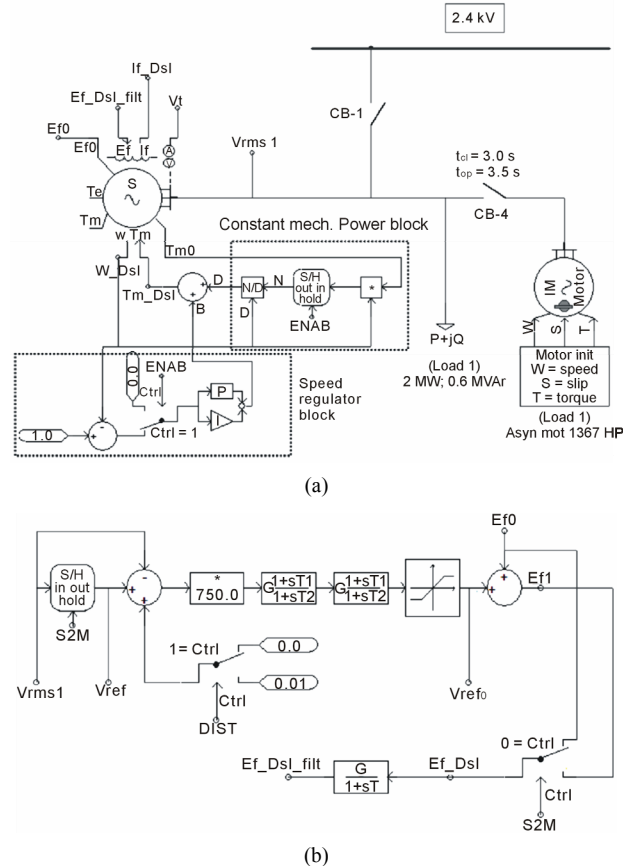 2.4 kV
If_Dsl
Ef_Dsl_filt
Vt
Ef0
Ef0
Ef If
A
V
CB-1
Vrms 1
tcl = 3.0 s
top = 3.5 s
CB-4
S
Te
Tm
w Tm
Tm0
Constant mech. Power block
W_Dsl
Tm_Dsl
D
B
N/D
N
S/H
out in
hold
*
D
ENAB
IM
Motor
W
S
T
P+jQ
(Load 1)
2 MW; 0.6 MVAr
Motor init
W = speed
S = slip
T = torque
(Load 1)
Asyn mot 1367 HP
0.0
ENAB
Ctrl
P
I
Ctrl = 1
1.0
Speed
regulator
block
(a)
Ef0
S/H
in out
hold
*
750.0
G 1+sT1
1+sT2
G 1+sT1
1+sT2
Ef1
S2M
1= Ctrl
0.0
0.01
Vrms1
Vref
Ctrl
DIST
Vref0
0 = Ctrl
Ef_Dsl_filt
G
1+sT
Ef_Dsl
Ctrl
S2M
(b)